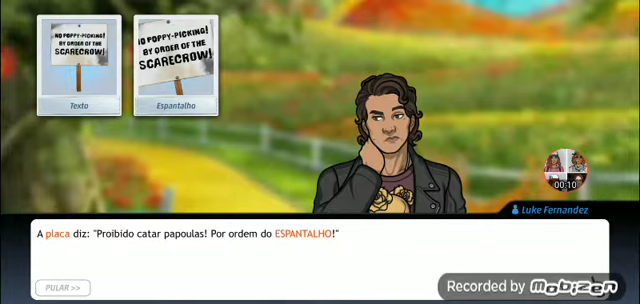 NO POPPY-PICKING!
BY ORDER OF THE
SCARECROW!
Texto
NO POPPY-PICKING!
BY ORDER OF THE
SCARECROW!
Espantalho
00:10
Luke Fernandez
A placa diz: "Proibido catar papoulas! Por ordem do ESPANTALHO!"
PULAR >>
Recorded by Mobizen